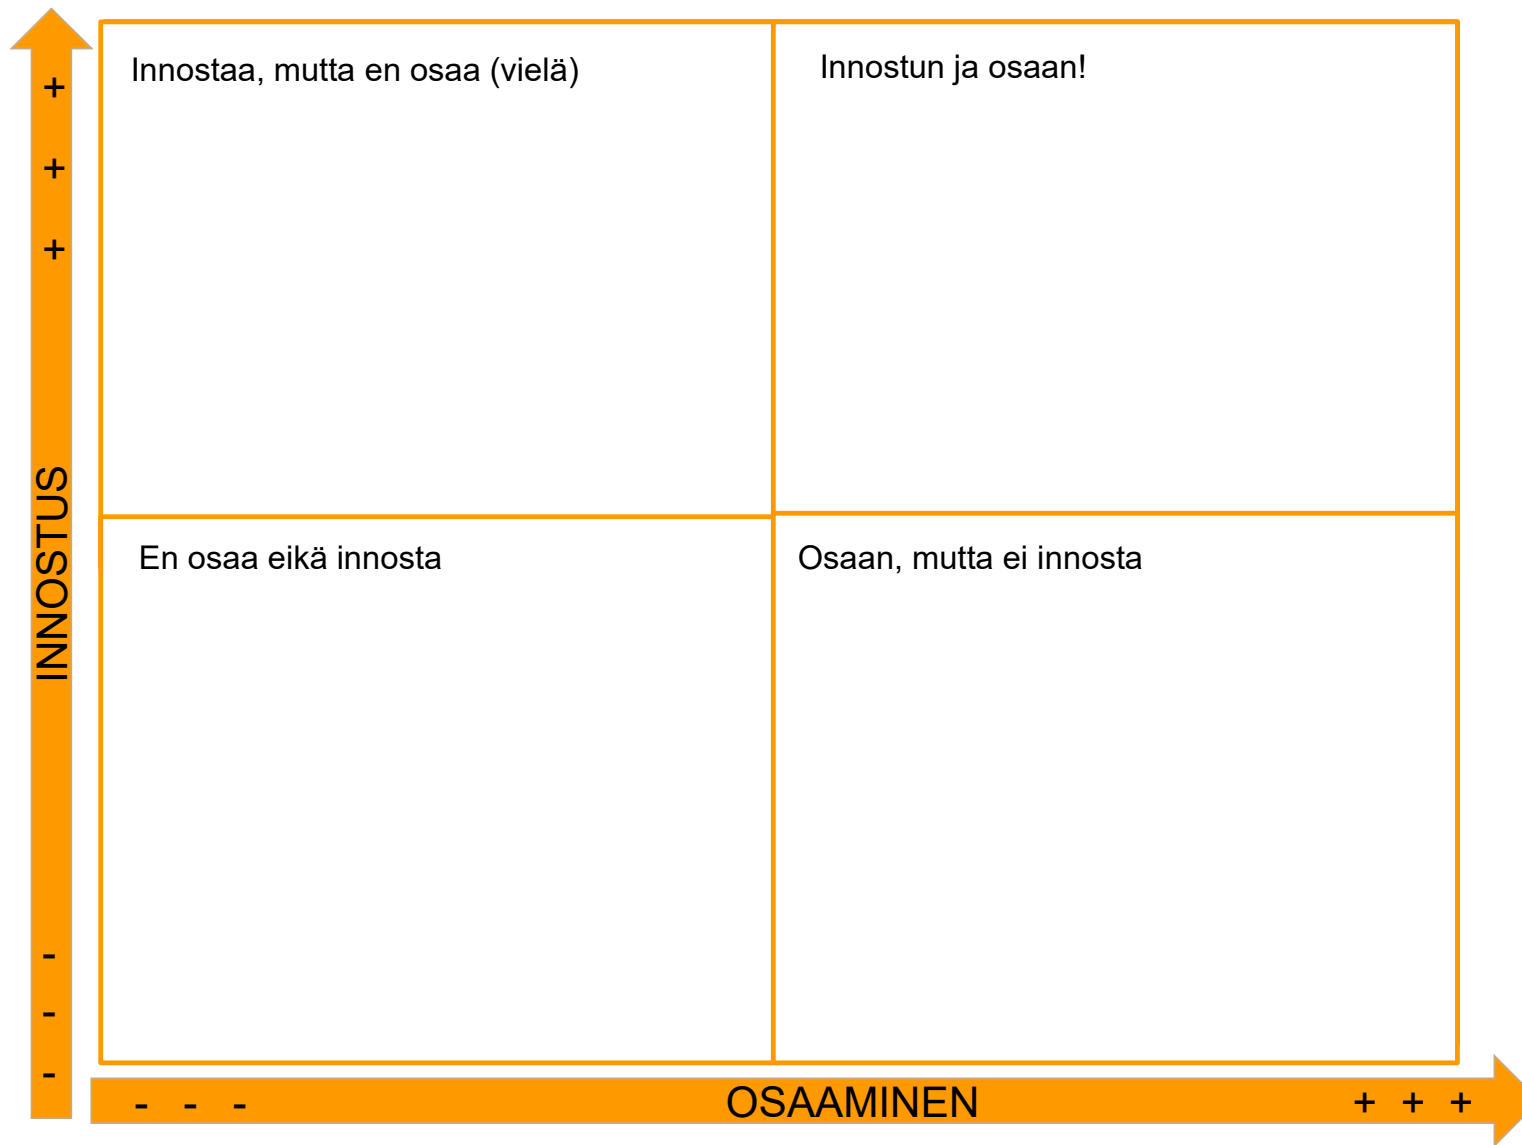 Innostaa, mutta en osaa (vielä)
Innostun ja osaan!
+
+
+
INNOSTUS
En osaa eikä innosta
Osaan, mutta ei innosta
-
-
-
- - - OSAAMINEN + + +